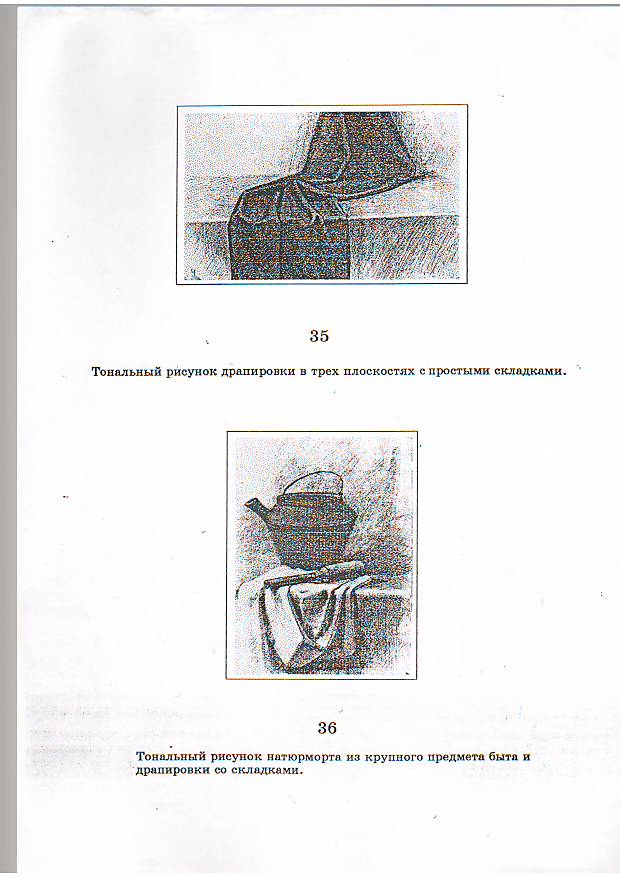 35
Тональный рисунок драпировки в трех плоскостях с простыми складками.
36
Тональный рисунок натюрморта из крупного предмета быта и
драпировки со складками.